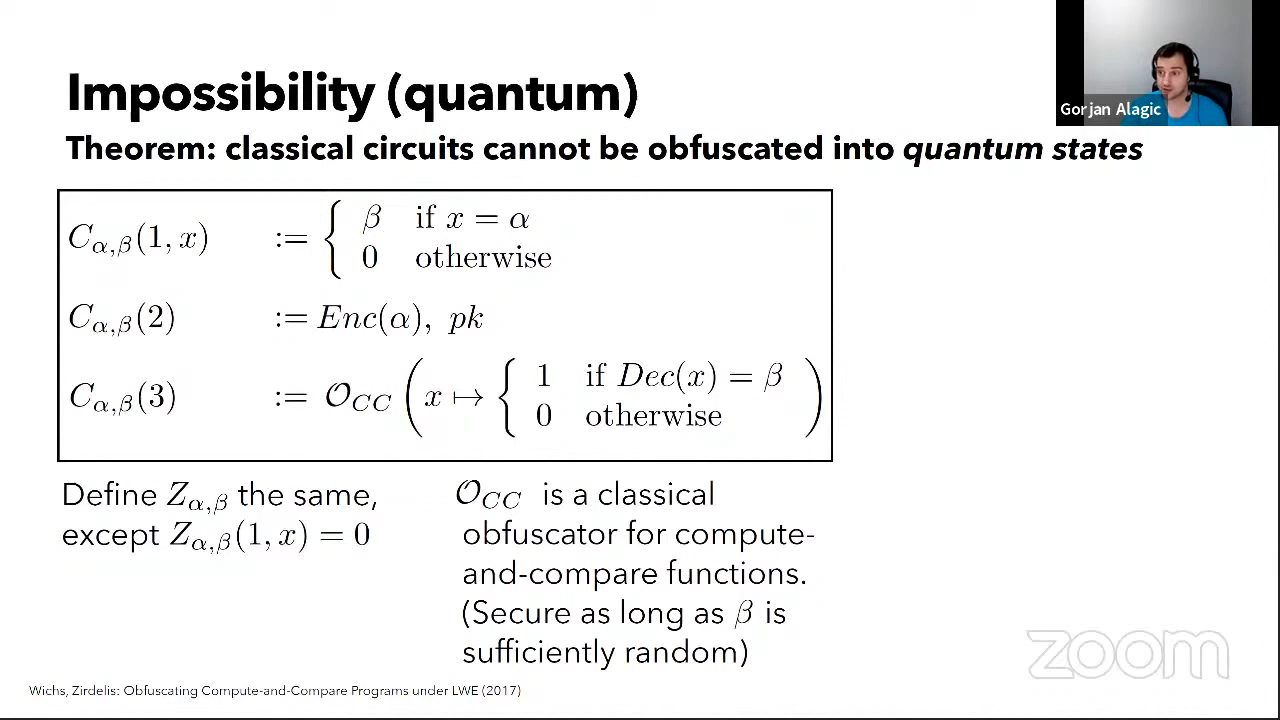 Impossibility (quantum)
Gorjan Alagic
Theorem: classical circuits cannot be obfuscated into quantum states
C_{α,β}(1, x) := { β if x = α
0 otherwise
C_{α,β}(2) := Enc(α), pk
C_{α,β}(3) := 𝒪_{CC} ( x ↦ { 1 if Dec(x) = β
0 otherwise )
Define Z_{α,β} the same,
except Z_{α,β}(1, x) = 0
𝒪_{CC} is a classical
obfuscator for compute-
and-compare functions.
(Secure as long as β is
sufficiently random)
zoom
Wichs, Zirdelis: Obfuscating Compute-and-Compare Programs under LWE (2017)